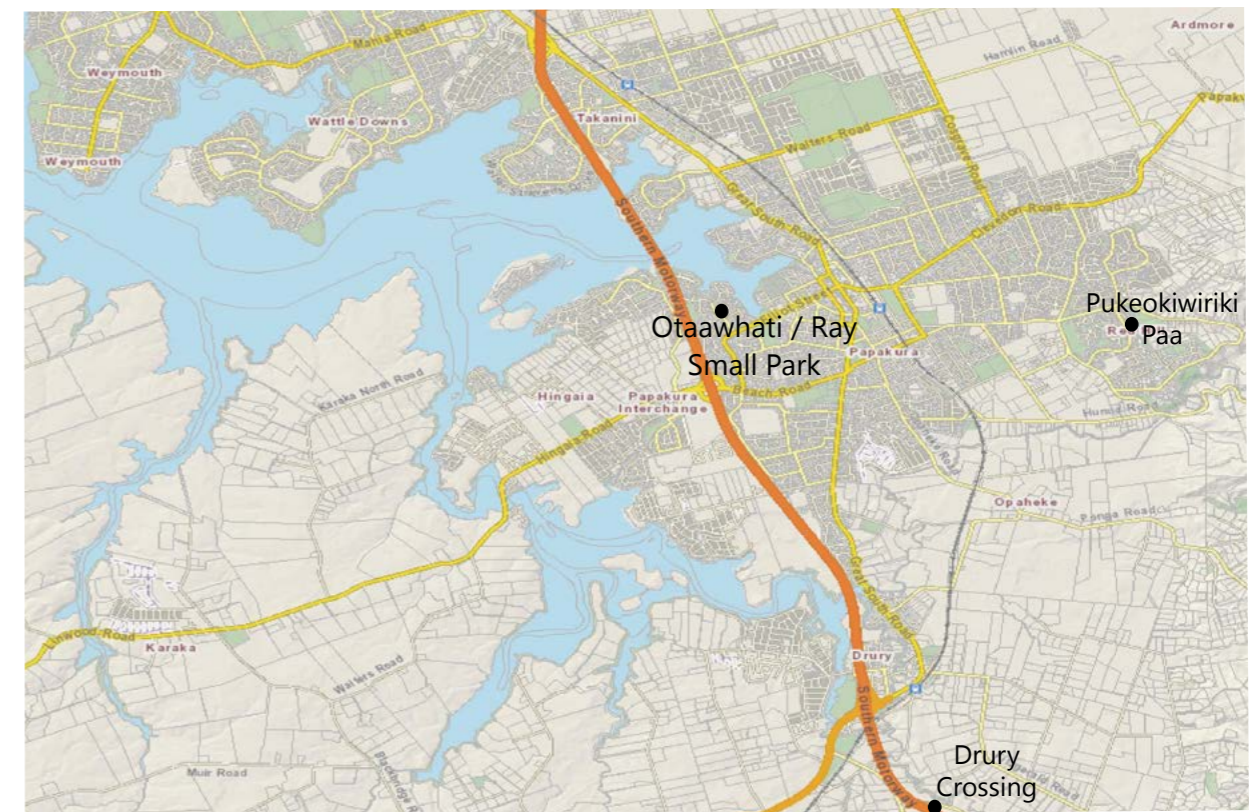 Ardmore
Mahia Road
Hamlin Road
Weymouth
Papak
Takanini
Wattle Downs
Cosgrave Road
Walters Road
Weymouth
Great South Road
Clevedon Road
Southern Motorway
Pukeokiwiriki
Paa
Otaawhati / Ray
Small Park
Papakura
Karaka North Road
Beach Road
Hingaia
Papakura
Interchange
Hingaia Road
Opaheke
Ponga Road
Great South Road
Linwood Road
Karaka
Drury
Walters Road
Southern Motorway
Drury
Crossing
Muir Road